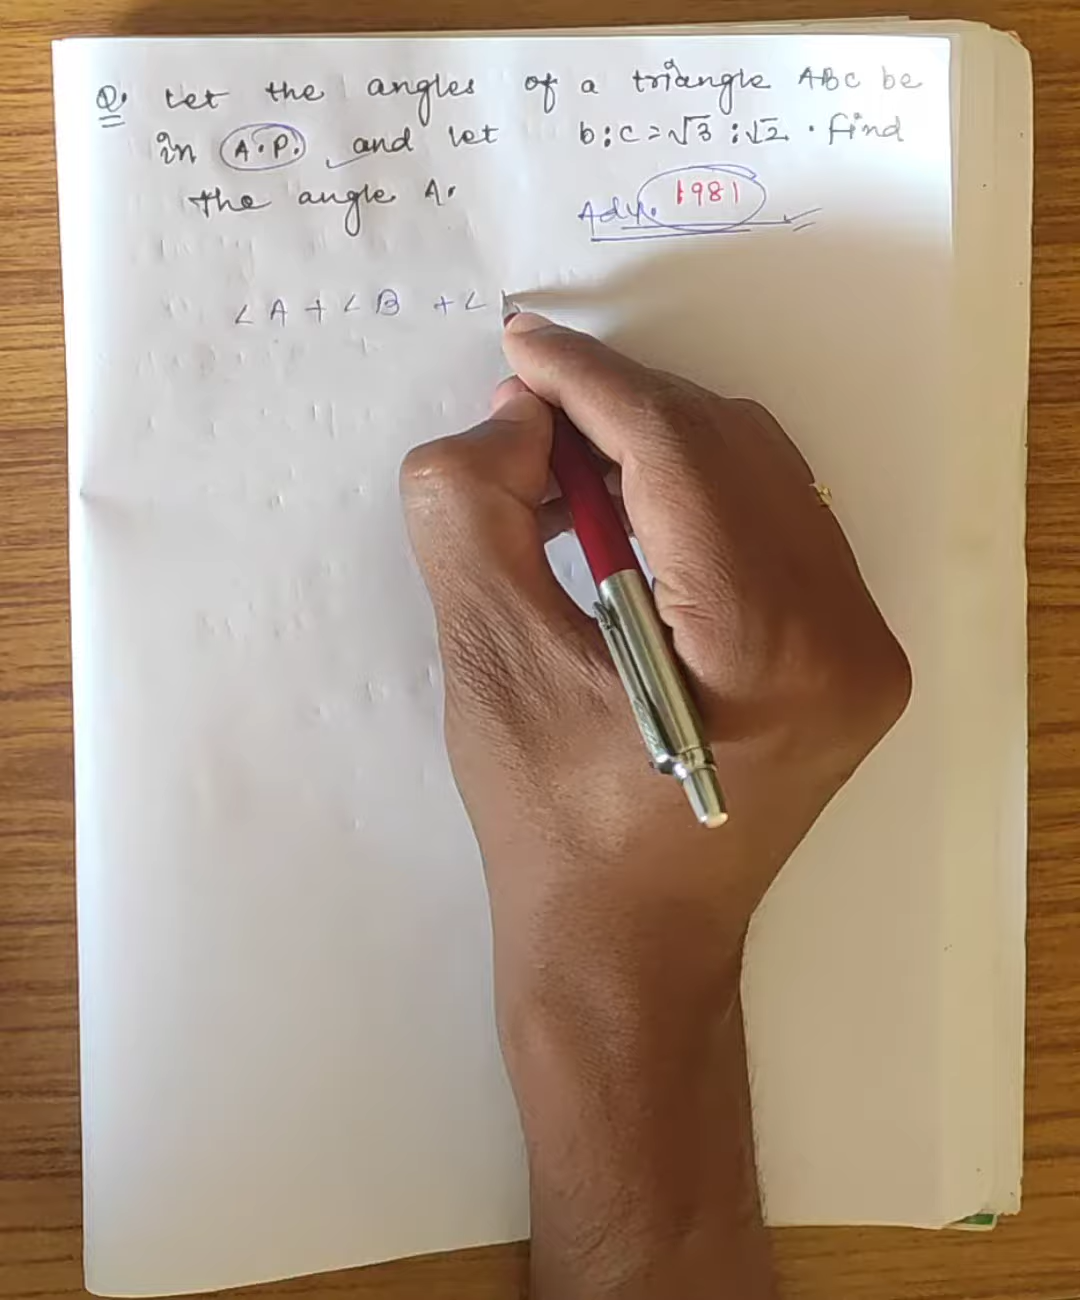 Q. Let the angles of a triangle ABC be
in A.P. and let b:c=√3:√2. find
the angle A.
Adv. 1981
∠A + ∠B + ∠